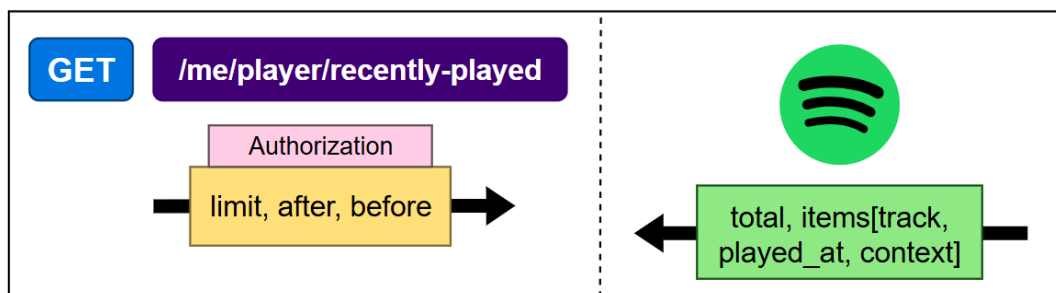 GET
/me/player/recently-played
Authorization
limit, after, before
total, items[track,
played_at, context]